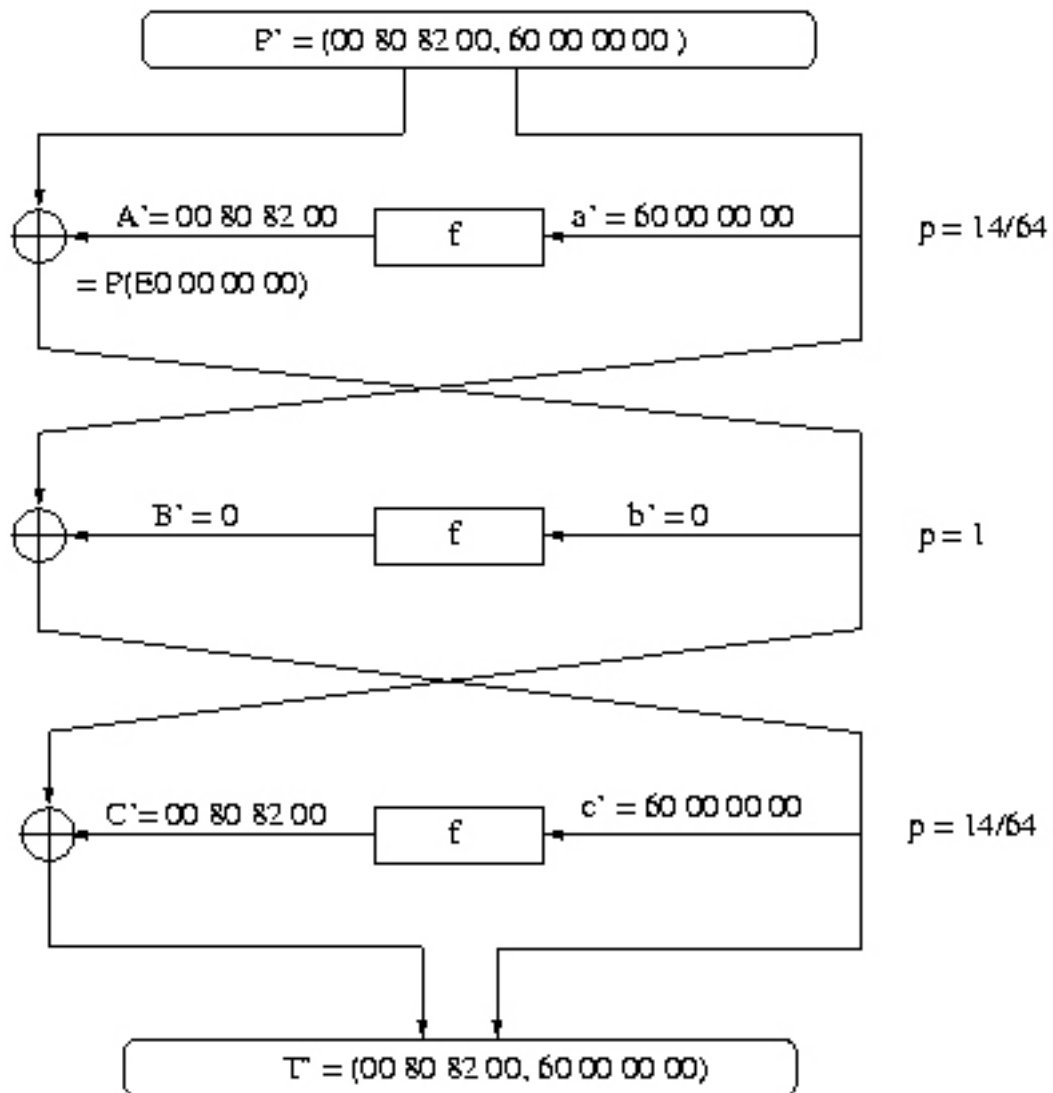 P' = (00 80 82 00, 60 00 00 00 )
A'= 00 80 82 00
f
a' = 60 00 00 00
p = 14/64
= P(E0 00 00 00)
B' = 0
f
b' = 0
p = 1
C'= 00 80 82 00
f
c' = 60 00 00 00
p = 14/64
T' = (00 80 82 00, 60 00 00 00)